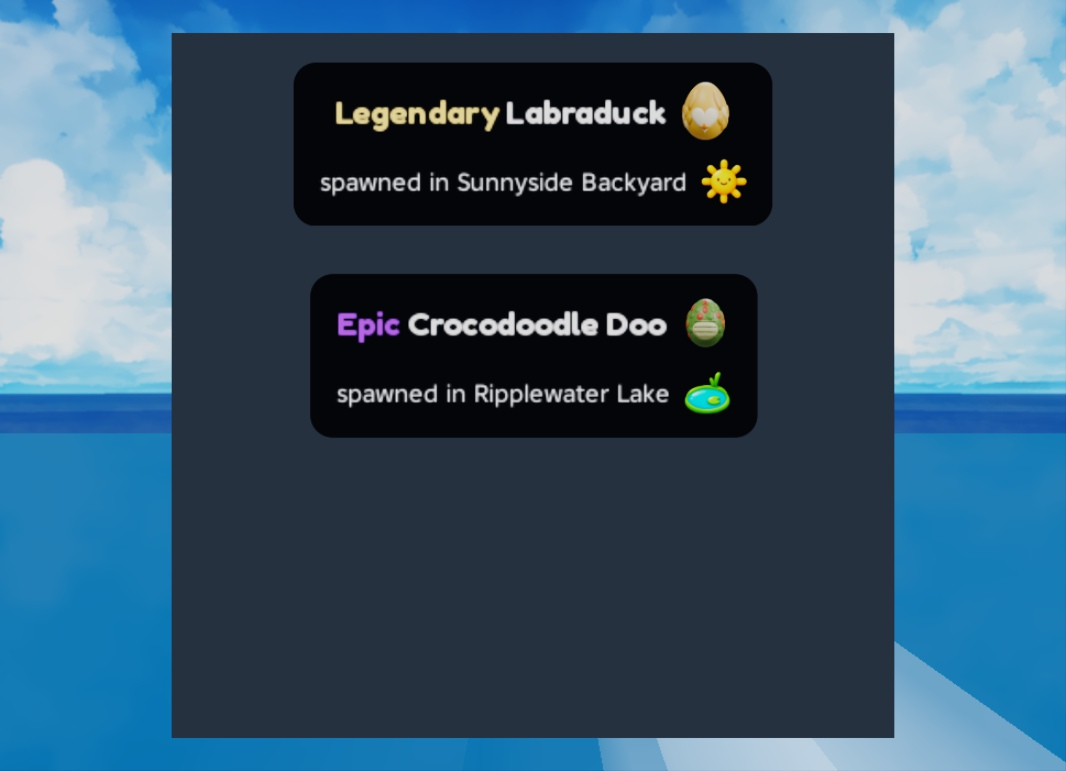 Legendary Labraduck
spawned in Sunnyside Backyard
Epic Crocodoodle Doo
spawned in Ripplewater Lake